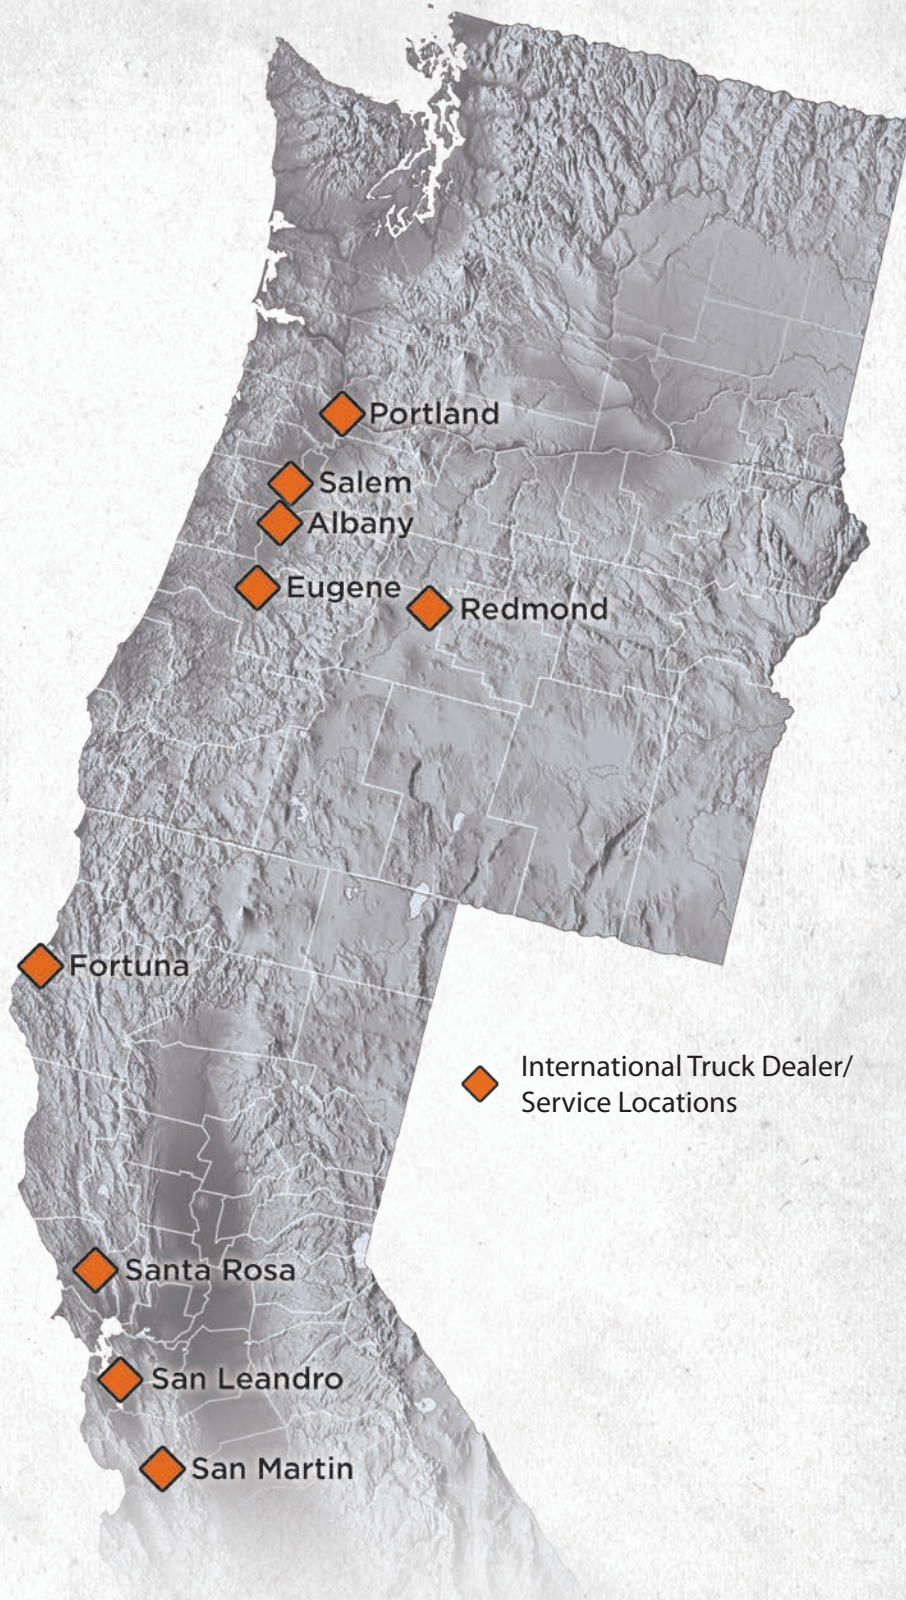 Portland
Salem
Albany
Eugene
Redmond
Fortuna
International Truck Dealer/
Service Locations
Santa Rosa
San Leandro
San Martin